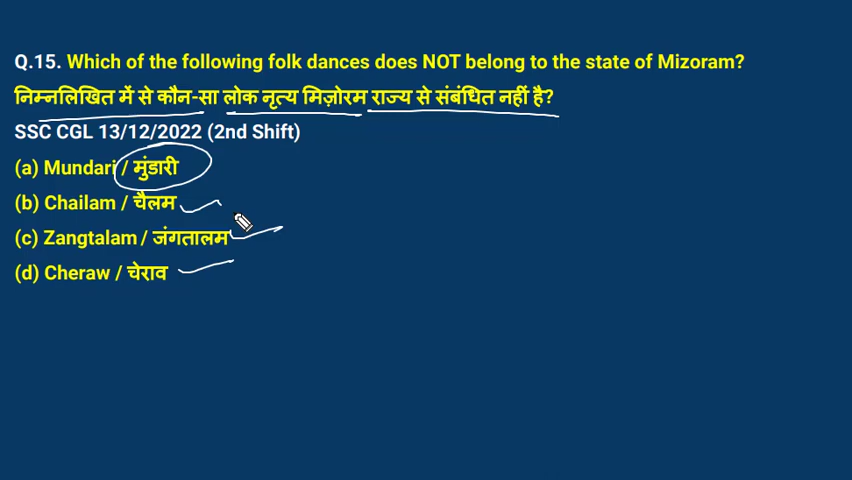 Q.15. Which of the following folk dances does NOT belong to the state of Mizoram?
निम्नलिखित में से कौन-सा लोक नृत्य मिज़ोरम राज्य से संबंधित नहीं है?
SSC CGL 13/12/2022 (2nd Shift)
(a) Mundari / मुंडारी
(b) Chailam / चैलम
(c) Zangtalam / जंगतालम
(d) Cheraw / चेराव